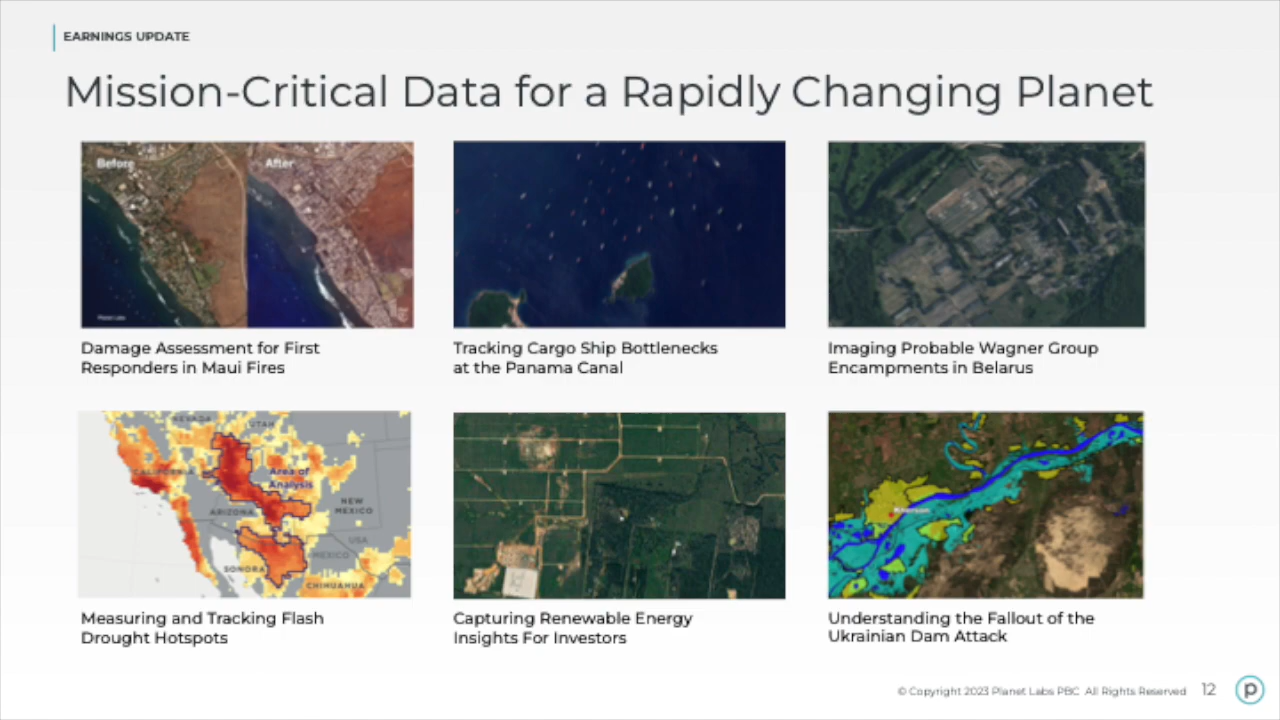 EARNINGS UPDATE
Mission-Critical Data for a Rapidly Changing Planet
Before
After
Planet Labs
Damage Assessment for First
Responders in Maui Fires
Tracking Cargo Ship Bottlenecks
at the Panama Canal
Imaging Probable Wagner Group
Encampments in Belarus
NEVADA
UTAH
CALIFORNIA
Area of
Analysis
ARIZONA
NEW
MEXICO
USA
MEXICO
SONORA
CHIHUAHUA
Kherson
Measuring and Tracking Flash
Drought Hotspots
Capturing Renewable Energy
Insights For Investors
Understanding the Fallout of the
Ukrainian Dam Attack
© Copyright 2023 Planet Labs PBC All Rights Reserved
12
p